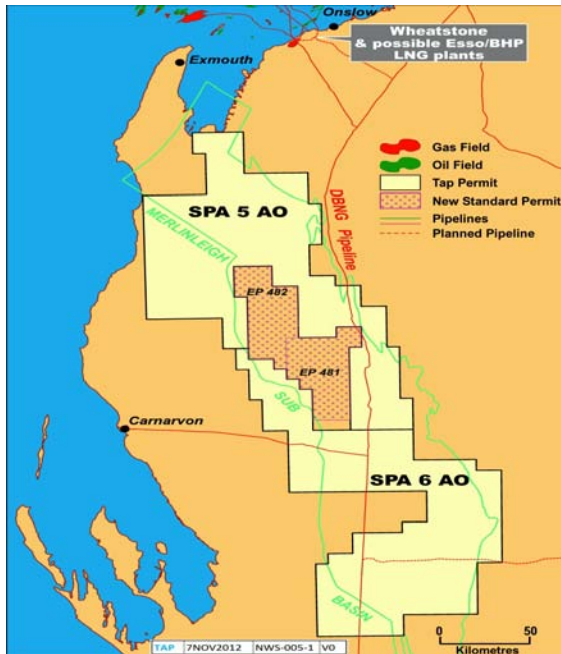 Onslow
Wheatstone
& possible Esso/BHP
LNG plants
Exmouth
Gas Field
Oil Field
Tap Permit
New Standard Permit
Pipelines
Planned Pipeline
DBNG Pipeline
SPA 5 AO
MERLINLEIGH
EP 482
EP 481
SUB
Carnarvon
SPA 6 AO
BASIN
0 50
Kilometres
TAP 7NOV2012 NWS-005-1 V0